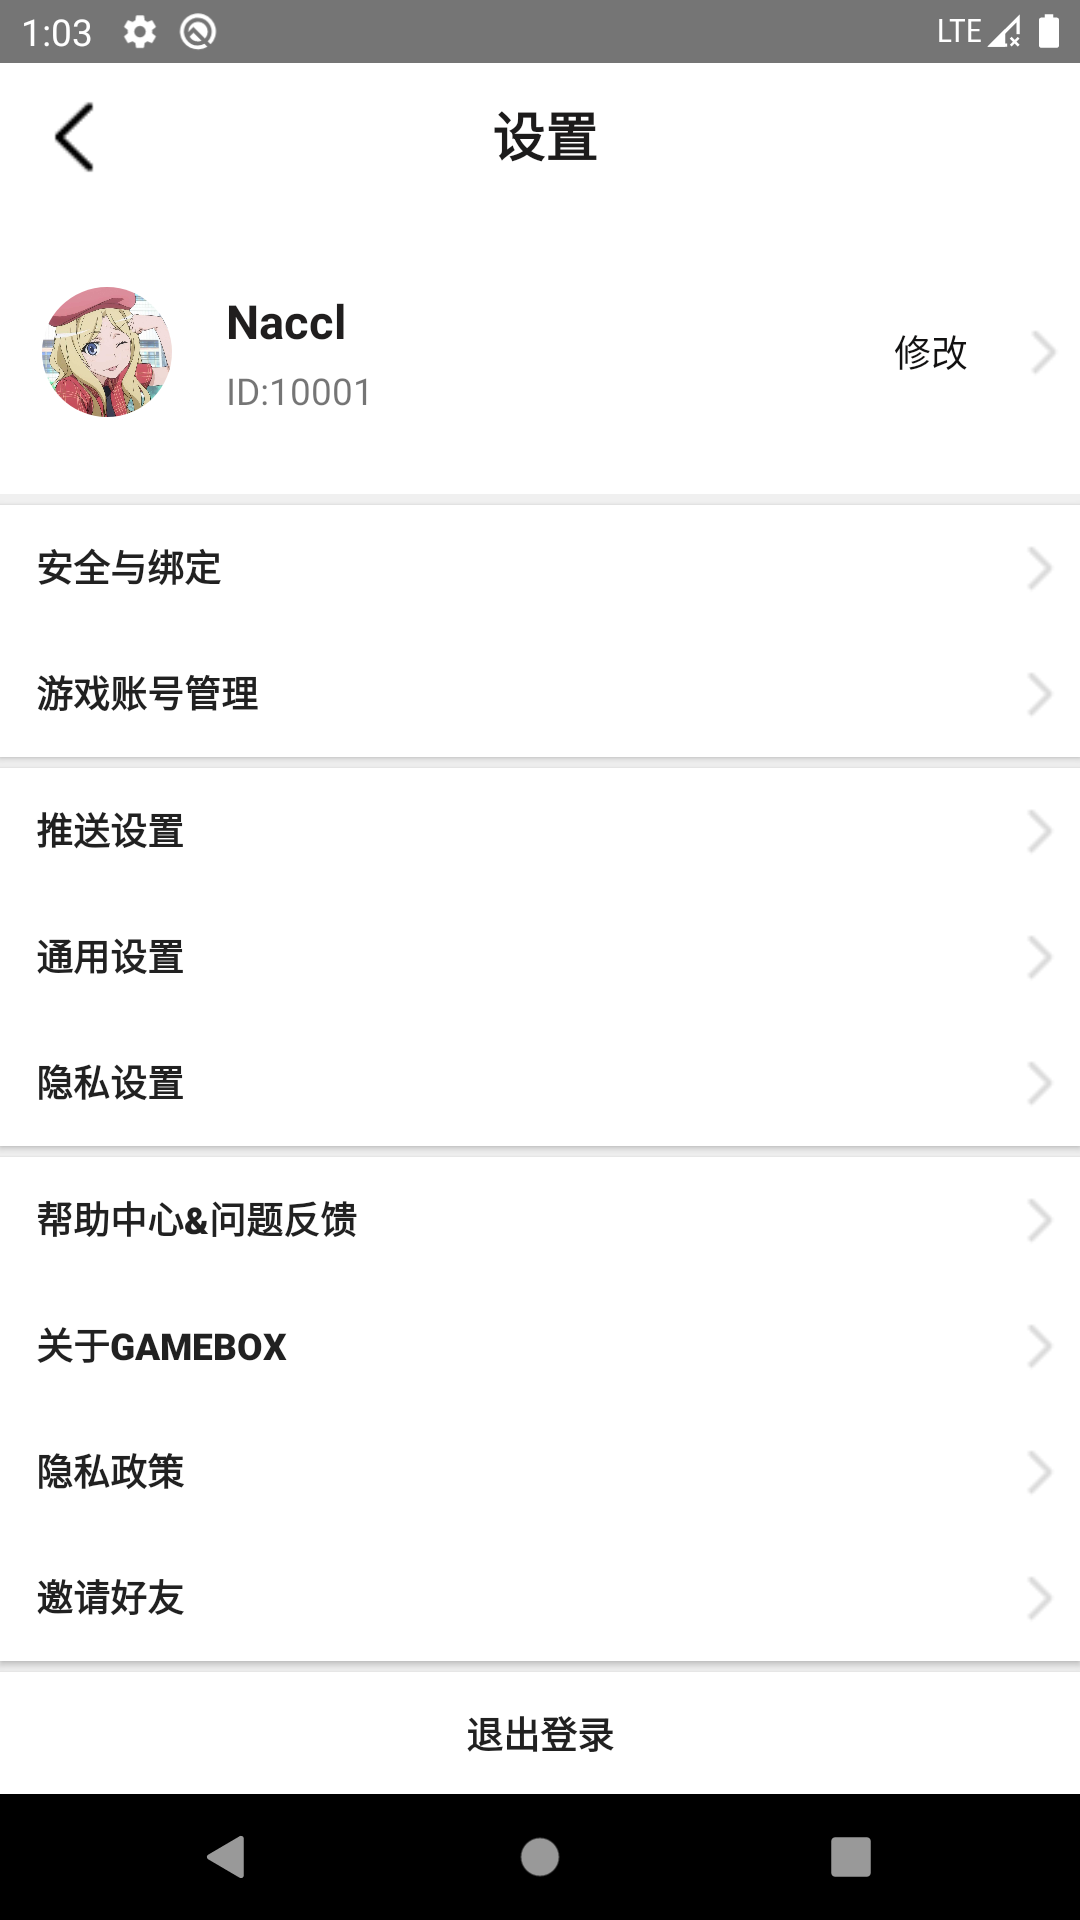 1:03
LTE
设置
Naccl
ID:10001
修改
安全与绑定
游戏账号管理
推送设置
通用设置
隐私设置
帮助中心&问题反馈
关于GAMEBOX
隐私政策
邀请好友
退出登录